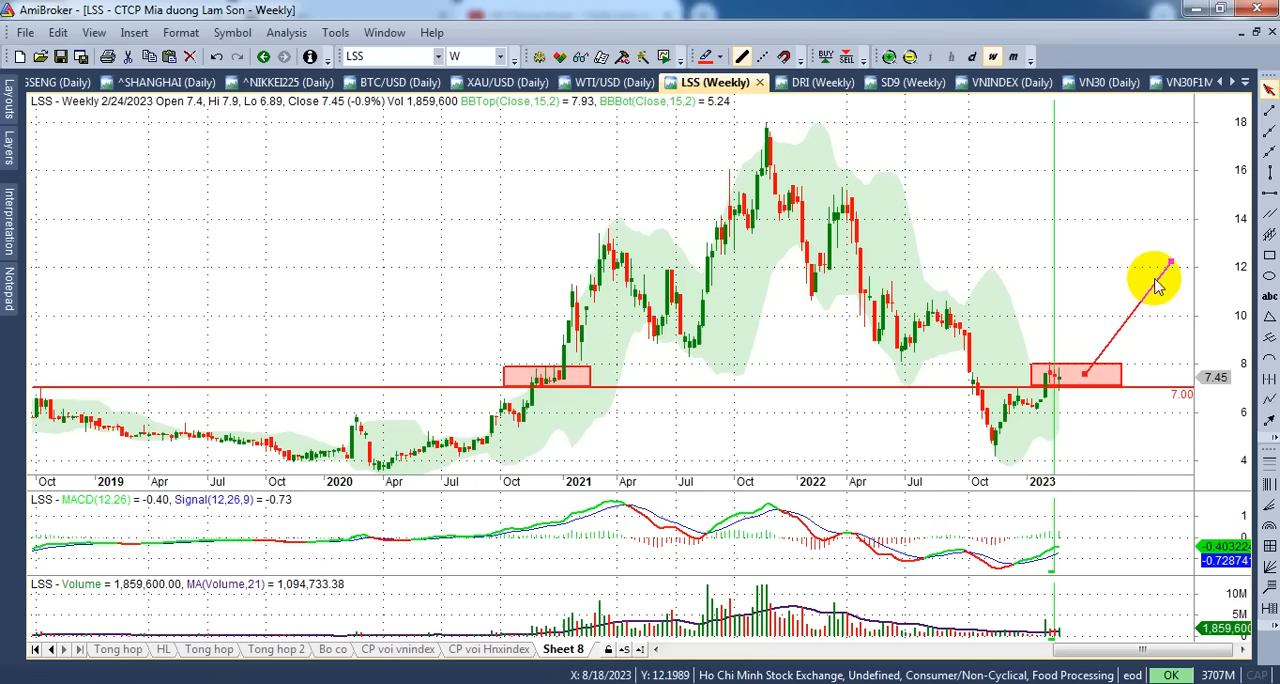 AmiBroker - [LSS - CTCP Mia duong Lam Son - Weekly]
File Edit View Insert Format Symbol Analysis Tools Window Help
LSS W BUY SELL i h d w m
SSENG (Daily) ^SHANGHAI (Daily) ^NIKKEI225 (Daily) BTC/USD (Daily) XAU/USD (Daily) WTI/USD (Daily) LSS (Weekly) DRI (Weekly) SD9 (Weekly) VNINDEX (Daily) VN30 (Daily) VN30F1M
Layouts
Layers
Interpretation
Notepad
LSS - Weekly 2/24/2023 Open 7.4, Hi 7.9, Lo 6.89, Close 7.45 (-0.9%) Vol 1,859,600 BBTop(Close,15,2) = 7.93, BBBot(Close,15,2) = 5.24
18
16
14
12
10
8
7.45
7.00
6
4
abc
Oct 2019 Apr Jul Oct 2020 Apr Jul Oct 2021 Apr Jul Oct 2022 Apr Jul Oct 2023
LSS - MACD(12,26) = -0.40, Signal(12,26,9) = -0.73
1
0
-0.403224
-0.72874
LSS - Volume = 1,859,600.00, MA(Volume,21) = 1,094,733.38
10M
5M
1,859,600
Tong hop HL Tong hop Tong hop 2 Bo co CP voi vnindex CP voi Hnxindex Sheet 8
X: 8/18/2023 Y: 12.1989 Ho Chi Minh Stock Exchange, Undefined, Consumer/Non-Cyclical, Food Processing eod OK 3707M CAP